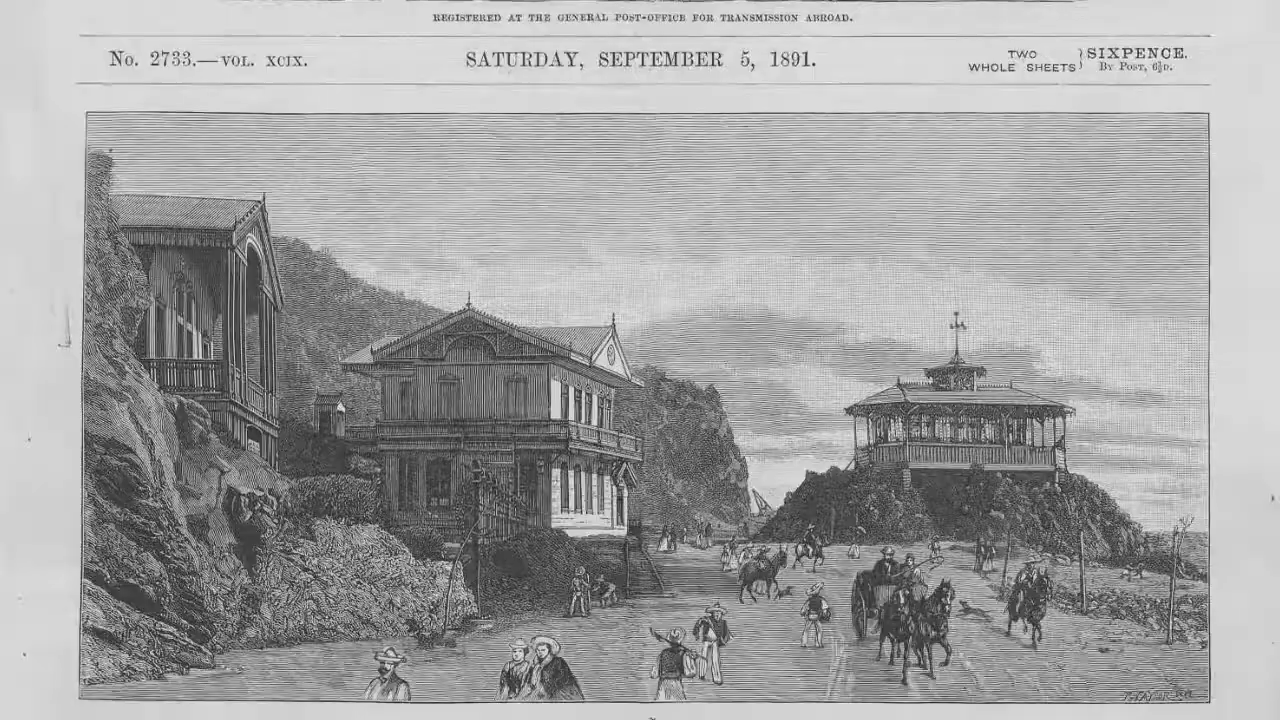 REGISTERED AT THE GENERAL POST-OFFICE FOR TRANSMISSION ABROAD.
No. 2733.—VOL. XCIX.
SATURDAY, SEPTEMBER 5, 1891.
TWO WHOLE SHEETS } SIXPENCE.
By Post, 6½D.